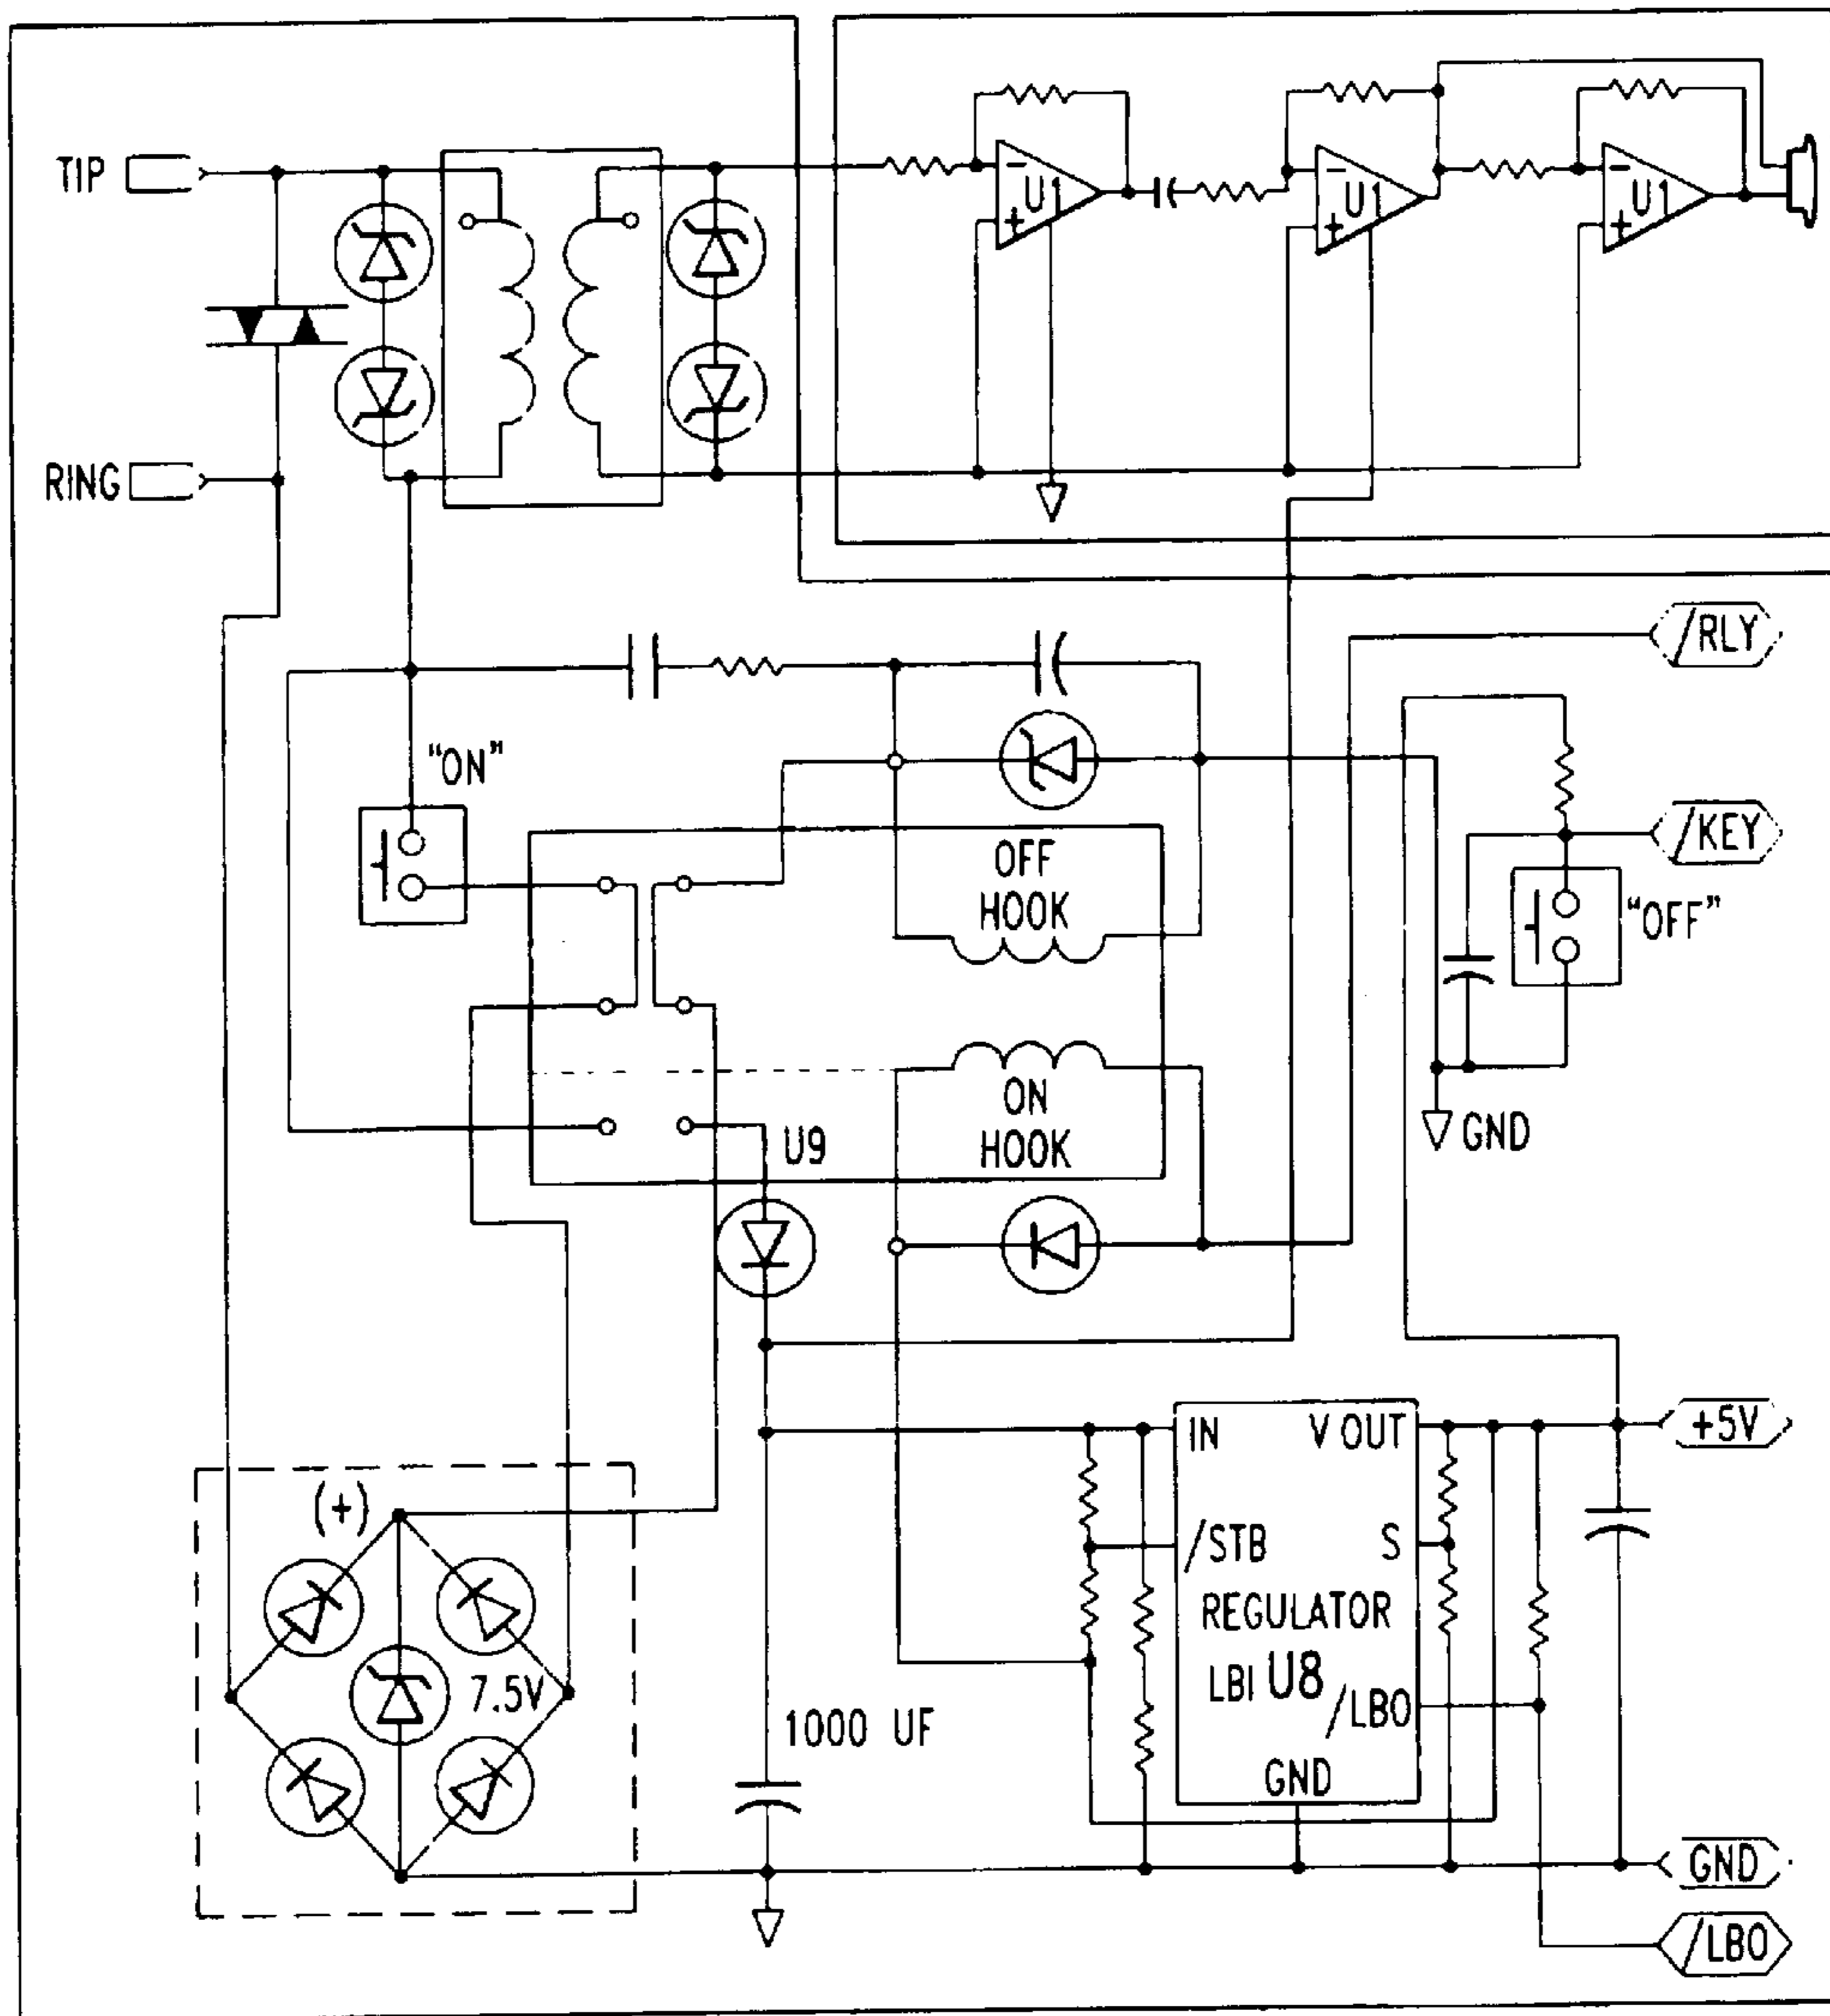 TIP
U1
U1
U1
RING
/RLY
"ON"
/KEY
OFF
HOOK
"OFF"
ON
HOOK
U9
GND
IN
V OUT
+5V
(+)
/STB
S
REGULATOR
7.5V
LBI U8
/LBO
1000 UF
GND
GND
/LBO